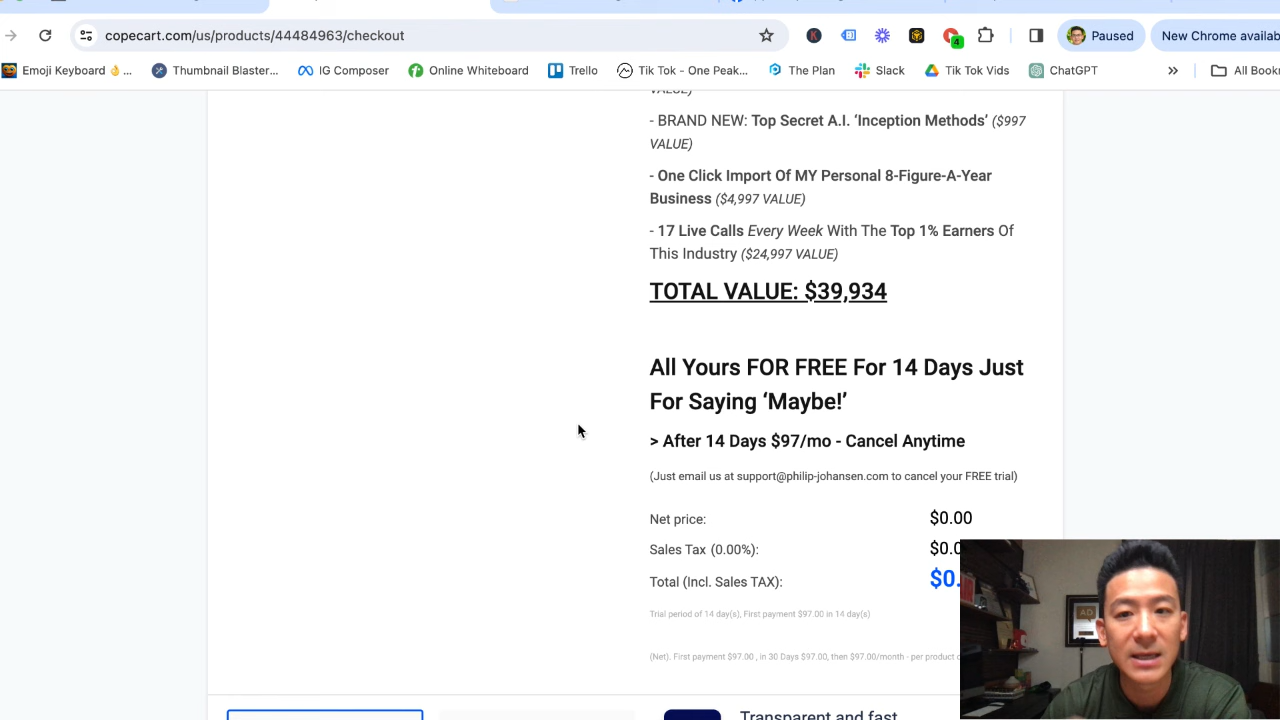 copecart.com/us/products/44484963/checkout
4
Paused
New Chrome availab
Emoji Keyboard 👌 ...
Thumbnail Blaster...
IG Composer
Online Whiteboard
Trello
Tik Tok - One Peak...
The Plan
Slack
Tik Tok Vids
ChatGPT
»
All Bookm
VALUE)
- BRAND NEW: Top Secret A.I. ‘Inception Methods’ ($997
VALUE)
- One Click Import Of MY Personal 8-Figure-A-Year
Business ($4,997 VALUE)
- 17 Live Calls Every Week With The Top 1% Earners Of
This Industry ($24,997 VALUE)
TOTAL VALUE: $39,934
All Yours FOR FREE For 14 Days Just
For Saying ‘Maybe!’
> After 14 Days $97/mo - Cancel Anytime
(Just email us at support@philip-johansen.com to cancel your FREE trial)
Net price: $0.00
Sales Tax (0.00%): $0.0
Total (Incl. Sales TAX): $0.
Trial period of 14 day(s), First payment $97.00 in 14 day(s)
(Net). First payment $97.00 , in 30 Days $97.00, then $97.00/month - per product
Transparent and fast